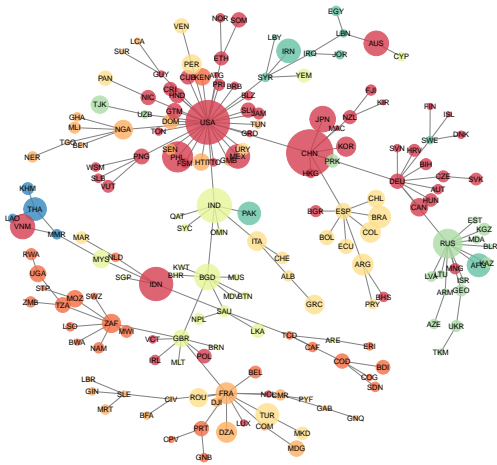 EGY
NOR
SOM
VEN
LCA
LBY
LBN
AUS
SUR
ETH
IRN
IRQ
JOR
CYP
PER
GUY
CUB
KEN
ATG
SYR
YEM
PAN
CRI
PRI
BRB
HND
NIC
BLZ
FJI
TJK
UZB
GTM
SLV
JAM
KIR
GHA
DOM
USA
TUN
JPN
NZL
MLI
NGA
TON
GRD
MAC
FIN
ISL
TGO
BEN
SEN
URY
KOR
SWE
NER
PNG
PHL
FSM
HTI
TTO
GMB
MEX
CHN
PRK
SVN
HRV
DNK
WSM
SLB
VUT
HKG
BIH
DEU
CZE
SVK
KHM
AUT
HUN
THA
IND
PAK
BGR
ESP
CHL
CAN
LAO
VNM
QAT
SYC
BRA
EST
MMR
OMN
BOL
COL
RUS
KGZ
MAR
ECU
MDA
ITA
BLR
RWA
MYS
NLD
CHE
ARG
KAZ
UGA
KWT
BHR
MNG
AFG
SGP
IDN
BGD
MUS
ALB
LVA
LTU
ISR
STP
SWZ
MDV
BTN
BHS
ARM
GEO
ZMB
TZA
MOZ
GRC
PRY
SAU
LSO
ZAF
NPL
AZE
UKR
MWI
LKA
BWA
VCT
GBR
TCD
ARE
TKM
NAM
BRN
CAF
ERI
IRL
MLT
POL
COD
BDI
BEL
COG
LBR
SDN
GIN
SLE
CIV
ROU
FRA
NIC
CMR
PYF
MRT
BFA
DJI
GAB
TUR
GNQ
PRT
LUX
COM
CPV
DZA
MKD
GNB
MDG